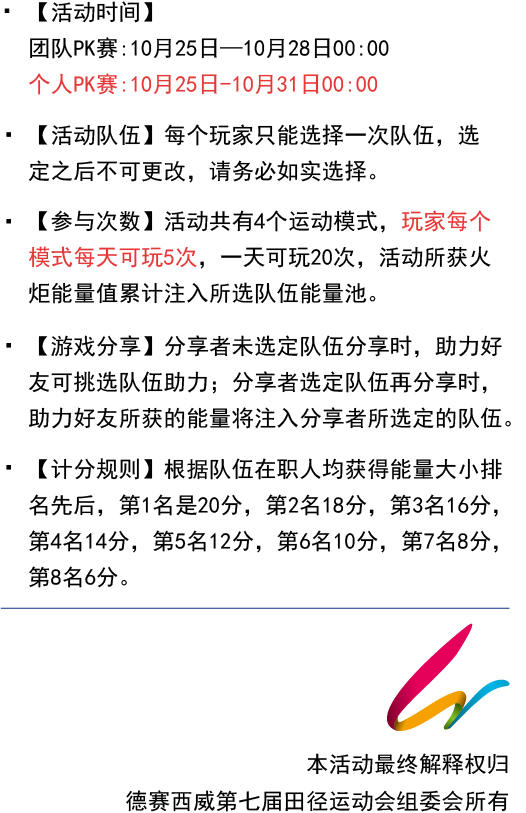 ▪ 【活动时间】
团队PK赛:10月25日—10月28日00:00
个人PK赛:10月25日-10月31日00:00
▪ 【活动队伍】每个玩家只能选择一次队伍，选
定之后不可更改，请务必如实选择。
▪ 【参与次数】活动共有4个运动模式，玩家每个
模式每天可玩5次，一天可玩20次，活动所获火
炬能量值累计注入所选队伍能量池。
▪ 【游戏分享】分享者未选定队伍分享时，助力好
友可挑选队伍助力；分享者选定队伍再分享时，
助力好友所获的能量将注入分享者所选定的队伍。
▪ 【计分规则】根据队伍在职人均获得能量大小排
名先后，第1名是20分，第2名18分，第3名16分，
第4名14分，第5名12分，第6名10分，第7名8分，
第8名6分。
本活动最终解释权归
德赛西威第七届田径运动会组委会所有